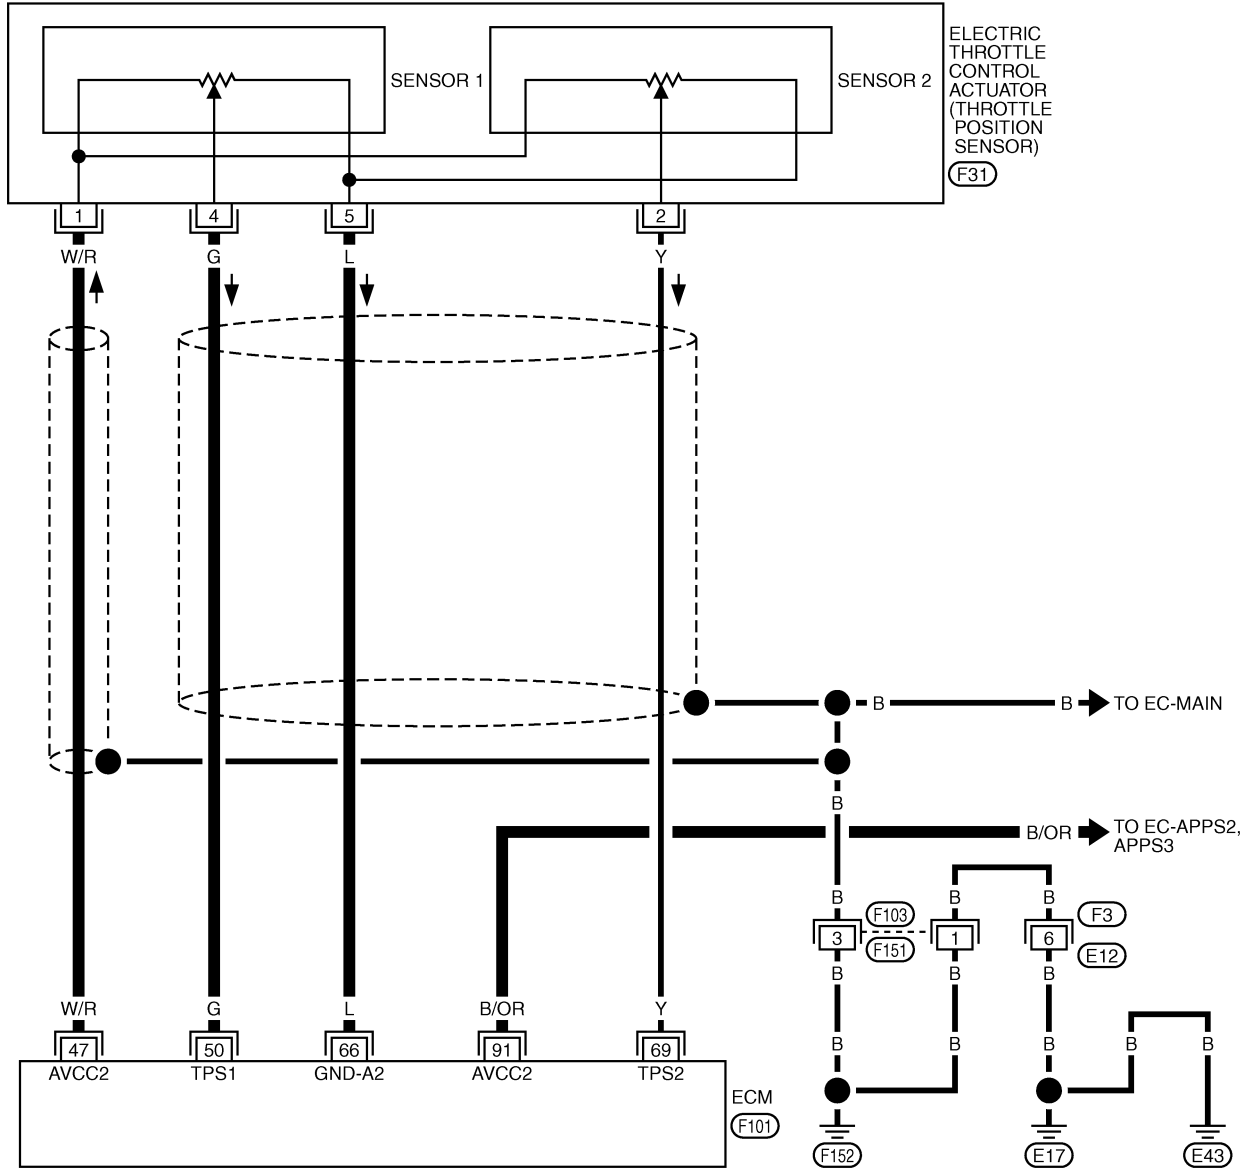 SENSOR 1
SENSOR 2
ELECTRIC
THROTTLE
CONTROL
ACTUATOR
(THROTTLE
POSITION
SENSOR)
F31
1 4 5 2
W/R G L Y
B B TO EC-MAIN
B
B/OR TO EC-APPS2,
APPS3
B B B
F103 F3
3 1 6
F151 E12
B B B
W/R G L B/OR Y
B B B B B
47 50 66 91 69
AVCC2 TPS1 GND-A2 AVCC2 TPS2
ECM
F101
F152 E17 E43